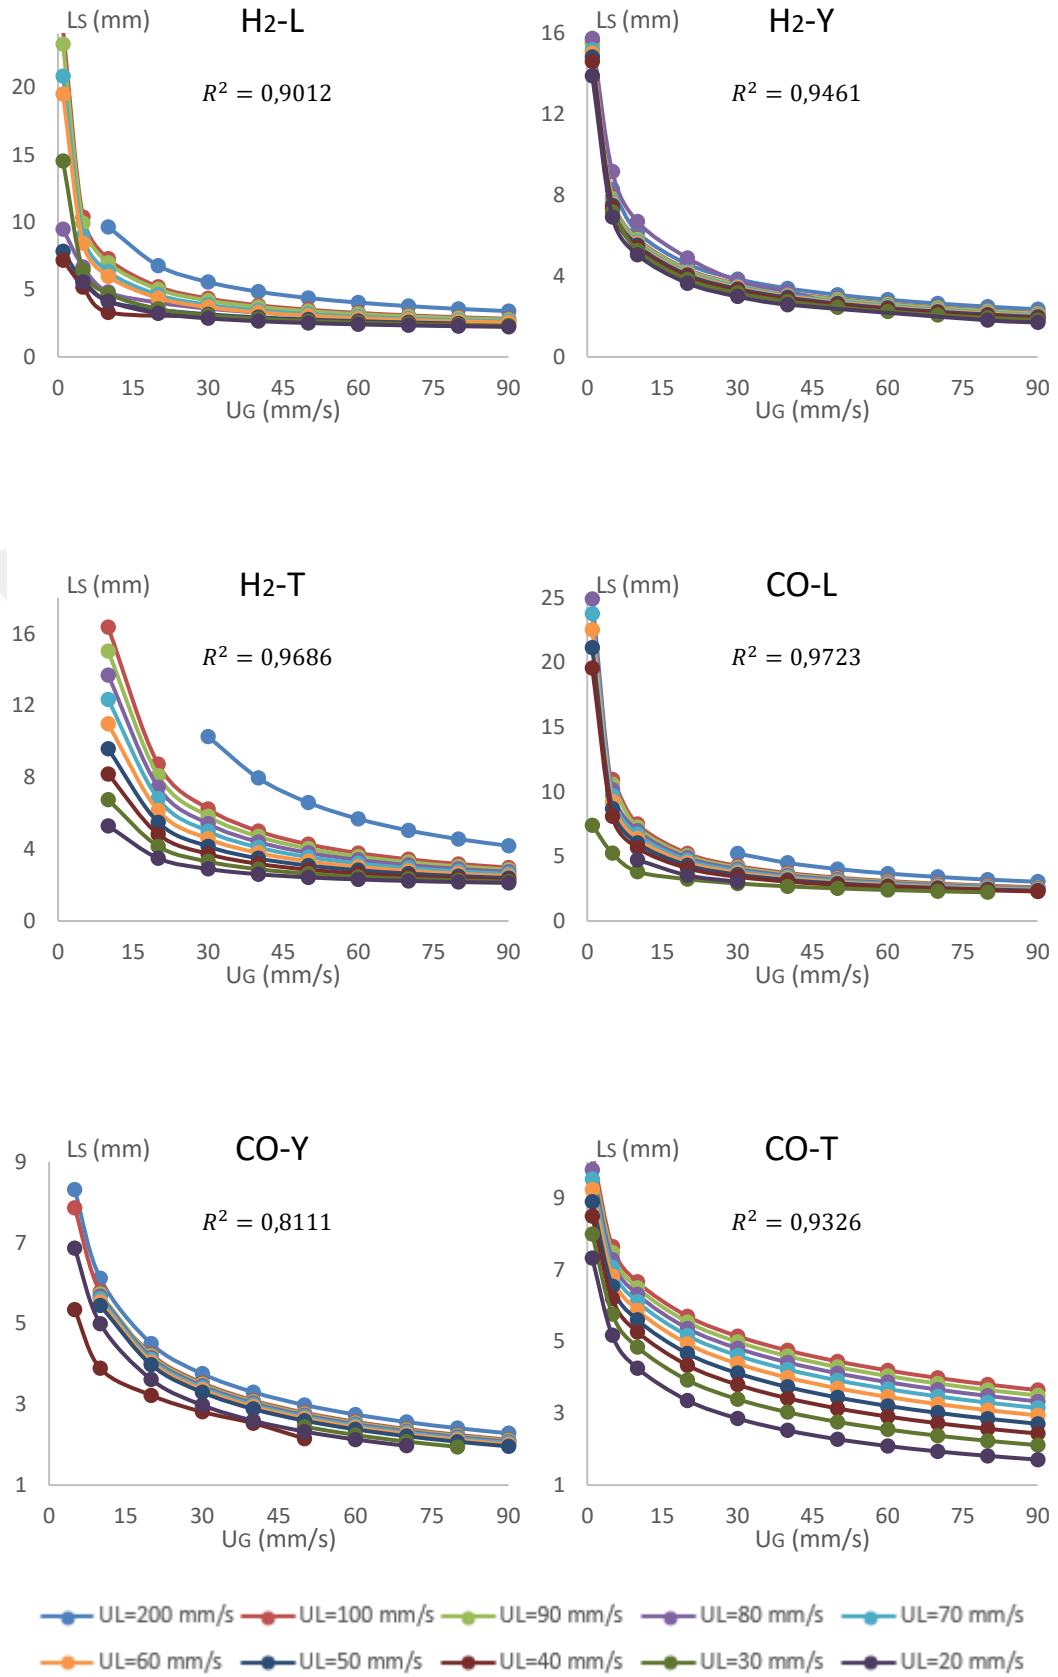 Ls (mm) H2-L
R² = 0,9012
20
15
10
5
0
0 15 30 45 60 75 90
UG (mm/s)
H2-Y
Ls (mm)
R² = 0,9461
16
12
8
4
0
0 15 30 45 60 75 90
UG (mm/s)
Ls (mm) H2-T
R² = 0,9686
16
12
8
4
0
0 15 30 45 60 75 90
UG (mm/s)
Ls (mm) CO-L
R² = 0,9723
25
20
15
10
5
0
0 15 30 45 60 75 90
UG (mm/s)
Ls (mm) CO-Y
R² = 0,8111
9
7
5
3
1
0 15 30 45 60 75 90
UG (mm/s)
Ls (mm) CO-T
R² = 0,9326
9
7
5
3
1
0 15 30 45 60 75 90
UG (mm/s)
UL=200 mm/s UL=100 mm/s UL=90 mm/s UL=80 mm/s UL=70 mm/s
UL=60 mm/s UL=50 mm/s UL=40 mm/s UL=30 mm/s UL=20 mm/s